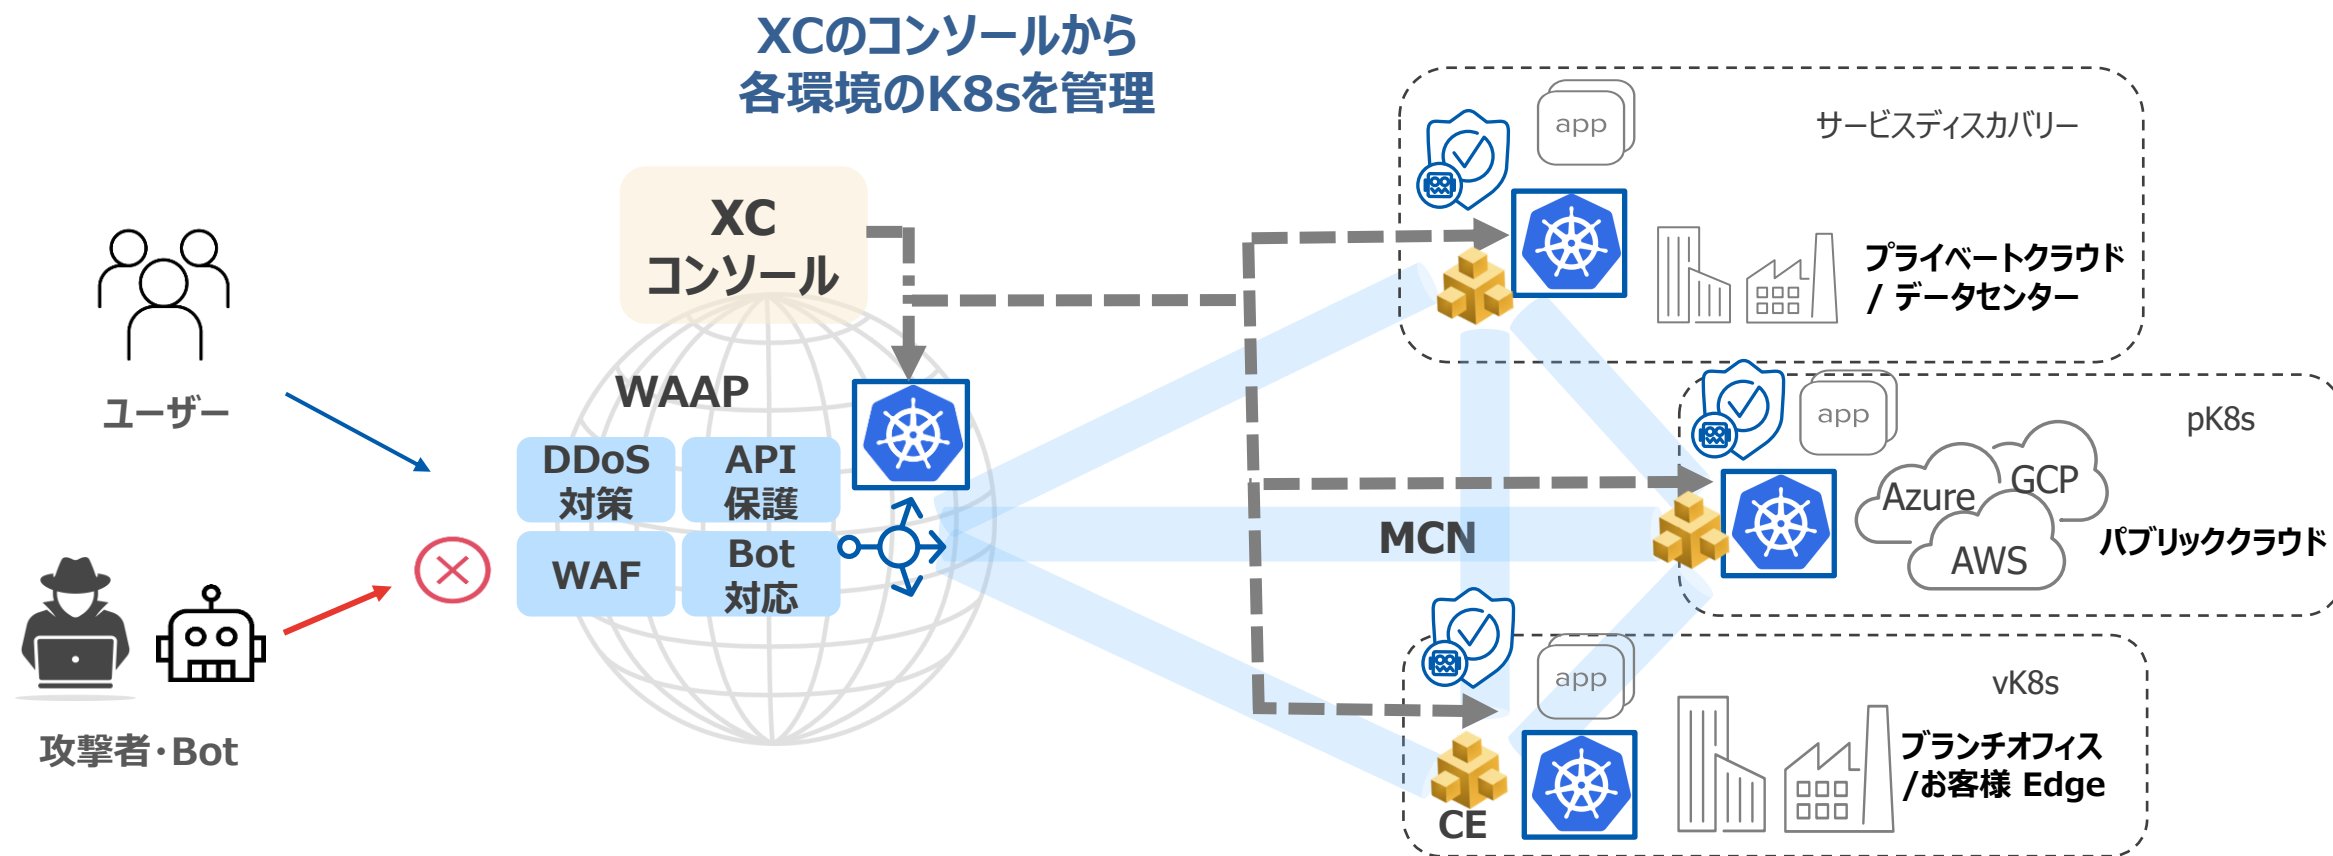 XCのコンソールから
各環境のK8sを管理
XC
コンソール
ユーザー
攻撃者・Bot
WAAP
DDoS
対策
API
保護
WAF
Bot
対応
MCN
app
サービスディスカバリー
プライベートクラウド
/ データセンター
app
pK8s
Azure
GCP
AWS
パブリッククラウド
app
vK8s
ブランチオフィス
/お客様 Edge
CE